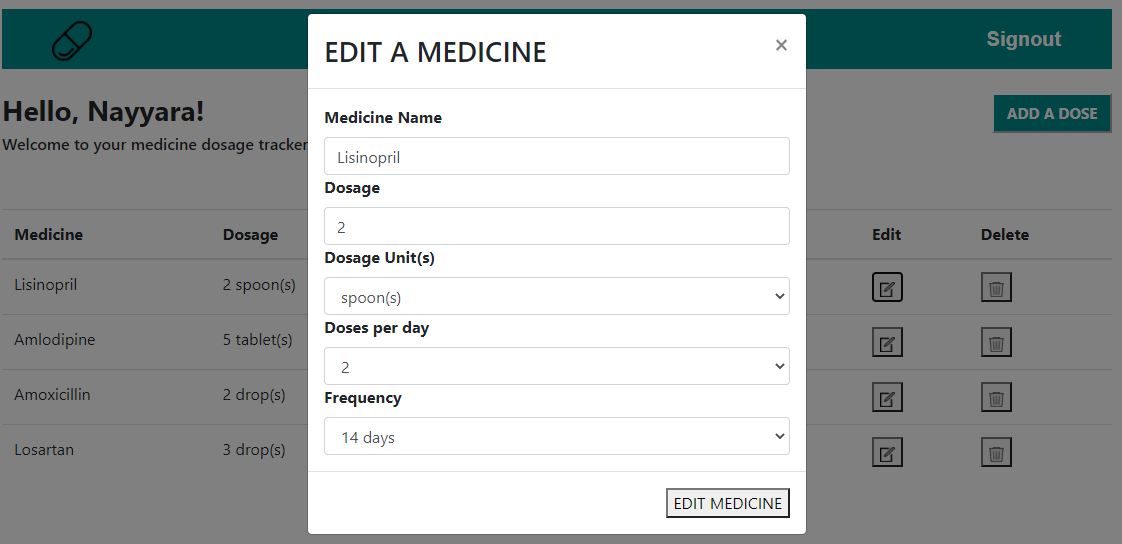 Signout
Hello, Nayyara!
ADD A DOSE
Welcome to your medicine dosage tracker
Medicine Dosage Edit Delete
Lisinopril 2 spoon(s)
Amlodipine 5 tablet(s)
Amoxicillin 2 drop(s)
Losartan 3 drop(s)
EDIT A MEDICINE ×
Medicine Name
Lisinopril
Dosage
2
Dosage Unit(s)
spoon(s)
Doses per day
2
Frequency
14 days
EDIT MEDICINE